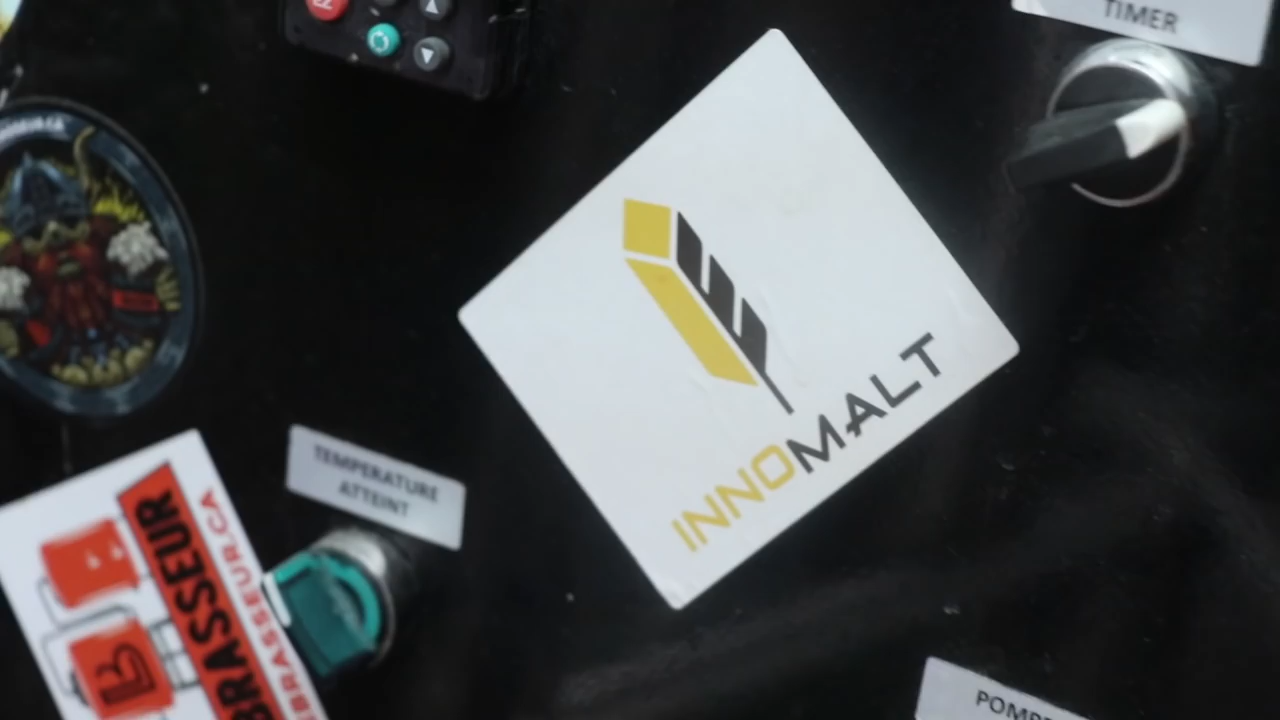 TIMER
INNOMALT
TEMPERATURE
ATTEINT
BRASSEUR
BRASSEUR.CA
B